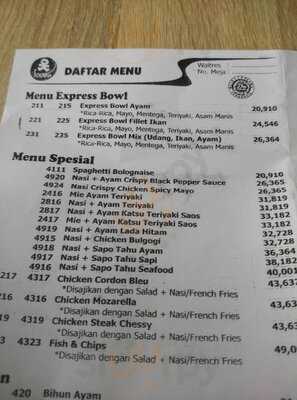 DAFTAR MENU
Waitres :
No. Meja :
Menu Express Bowl
211 215 Express Bowl Ayam 20,910
*Rica-Rica, Mayo, Mentega, Teriyaki, Asam Manis
221 225 Express Bowl Fillet Ikan 24,546
*Rica-Rica, Mayo, Mentega, Teriyaki, Asam Manis
231 235 Express Bowl Mix (Udang, Ikan, Ayam) 26,364
*Rica-Rica, Mayo, Mentega, Teriyaki, Asam Manis
Menu Spesial
4111 Spaghetti Bolognaise 20,910
4920 Nasi + Ayam Crispy Black Pepper Sauce 26,365
4924 Nasi Crispy Chicken Spicy Mayo 26,365
2416 Mie Ayam Teriyaki 31,819
2816 Nasi + Ayam Teriyaki 31,819
2817 Nasi + Ayam Katsu Teriyaki Saos 33,182
2417 Mie + Ayam Katsu Teriyaki Saos 33,182
4919 Nasi + Ayam Lada Hitam 32,728
4915 Nasi + Chicken Bulgogi 32,728
4918 Nasi + Sapo Tahu Ayam 36,364
4917 Nasi + Sapo Tahu Sapi 38,182
4916 Nasi + Sapo Tahu Seafood 40,001
217 4317 Chicken Cordon Bleu 43,637
*Disajikan dengan Salad + Nasi/French Fries
216 4316 Chicken Mozarella 43,63
*Disajikan dengan Salad + Nasi/French Fries
19 4319 Chicken Steak Chessy 43,63
*Disajikan dengan Salad + Nasi/French Fries
3 4323 Fish & Chips 49,0
*Disajikan dengan Salad + Nasi/French Fries
n
420 Bihun Ayam